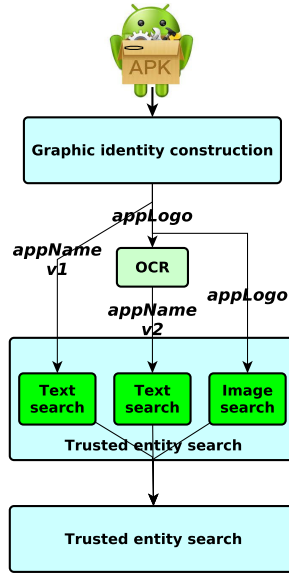 APK
Graphic identity construction
appLogo
appName
v1
OCR
appName
v2
appLogo
Text
search
Text
search
Image
search
Trusted entity search
Trusted entity search